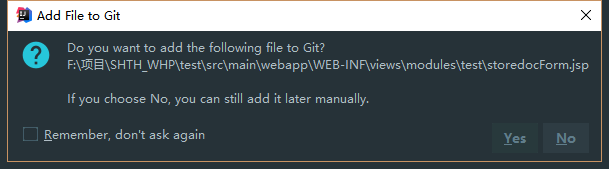 Add File to Git
Do you want to add the following file to Git?
F:\项目\SHTH_WHP\test\src\main\webapp\WEB-INF\views\modules\test\storedocForm.jsp
If you choose No, you can still add it later manually.
Remember, don't ask again
Yes
No